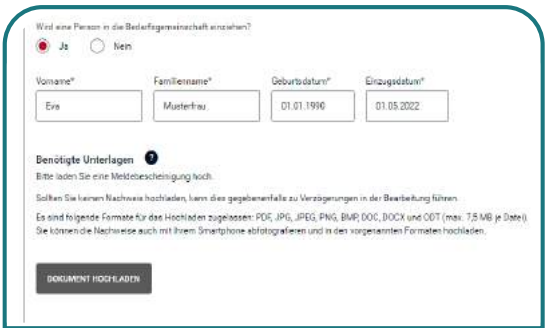 Wird eine Person in die Bedarfsgemeinschaft einziehen?
Ja Nein
Vorname* Familienname* Geburtsdatum* Einzugsdatum*
Eva Musterfrau 01.01.1990 01.05.2022
Benötigte Unterlagen ?
Bitte laden Sie eine Meldebescheinigung hoch.
Sollten Sie keinen Nachweis hochladen, kann dies gegebenenfalls zu Verzögerungen in der Bearbeitung führen.
Es sind folgende Formate für das Hochladen zugelassen: PDF, JPG, JPEG, PNG, BMP, DOC, DOCX und ODT (max. 7,5 MB je Datei).
Sie können die Nachweise auch mit Ihrem Smartphone abfotografieren und in den vorgenannten Formaten hochladen.
DOKUMENT HOCHLADEN